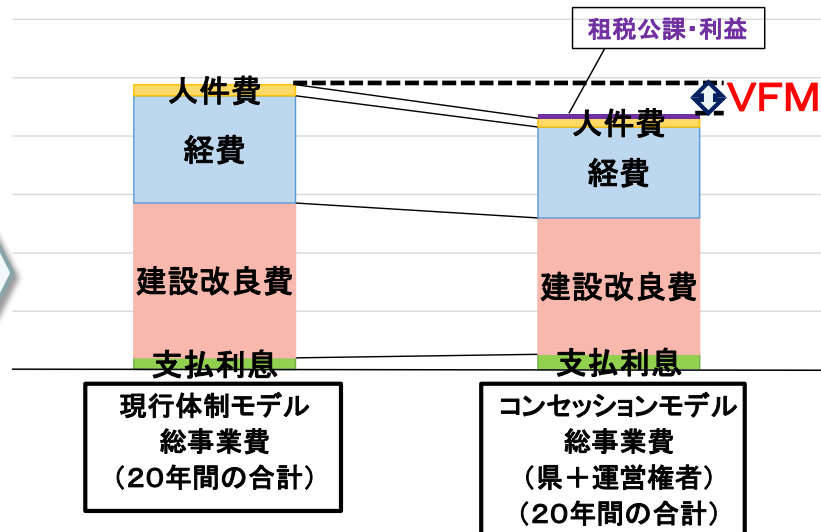 租税公課・利益
VFM
人件費
経費
建設改良費
支払利息
人件費
経費
建設改良費
支払利息
現行体制モデル
総事業費
（20年間の合計）
コンセッションモデル
総事業費
（県＋運営権者）
（20年間の合計）